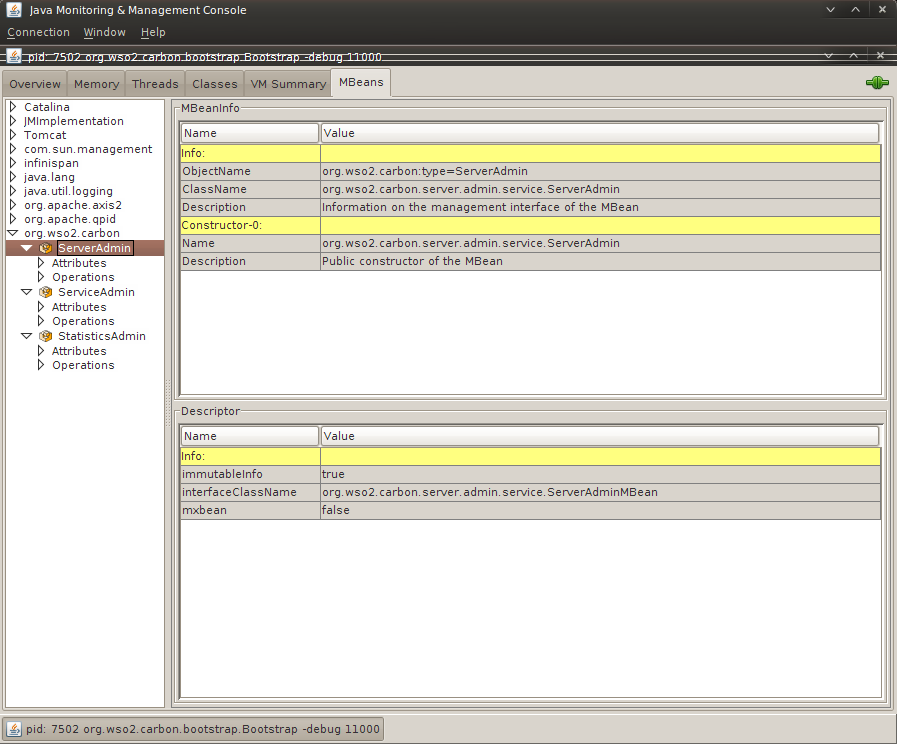 Java Monitoring & Management Console
Connection Window Help
pid: 7502 org.wso2.carbon.bootstrap.Bootstrap -debug 11000
Overview Memory Threads Classes VM Summary MBeans
Catalina
JMImplementation
Tomcat
com.sun.management
infinispan
java.lang
java.util.logging
org.apache.axis2
org.apache.qpid
org.wso2.carbon
ServerAdmin
Attributes
Operations
ServiceAdmin
Attributes
Operations
StatisticsAdmin
Attributes
Operations
MBeanInfo
Name Value
Info:
ObjectName org.wso2.carbon:type=ServerAdmin
ClassName org.wso2.carbon.server.admin.service.ServerAdmin
Description Information on the management interface of the MBean
Constructor-0:
Name org.wso2.carbon.server.admin.service.ServerAdmin
Description Public constructor of the MBean
Descriptor
Name Value
Info:
immutableInfo true
interfaceClassName org.wso2.carbon.server.admin.service.ServerAdminMBean
mxbean false
pid: 7502 org.wso2.carbon.bootstrap.Bootstrap -debug 11000